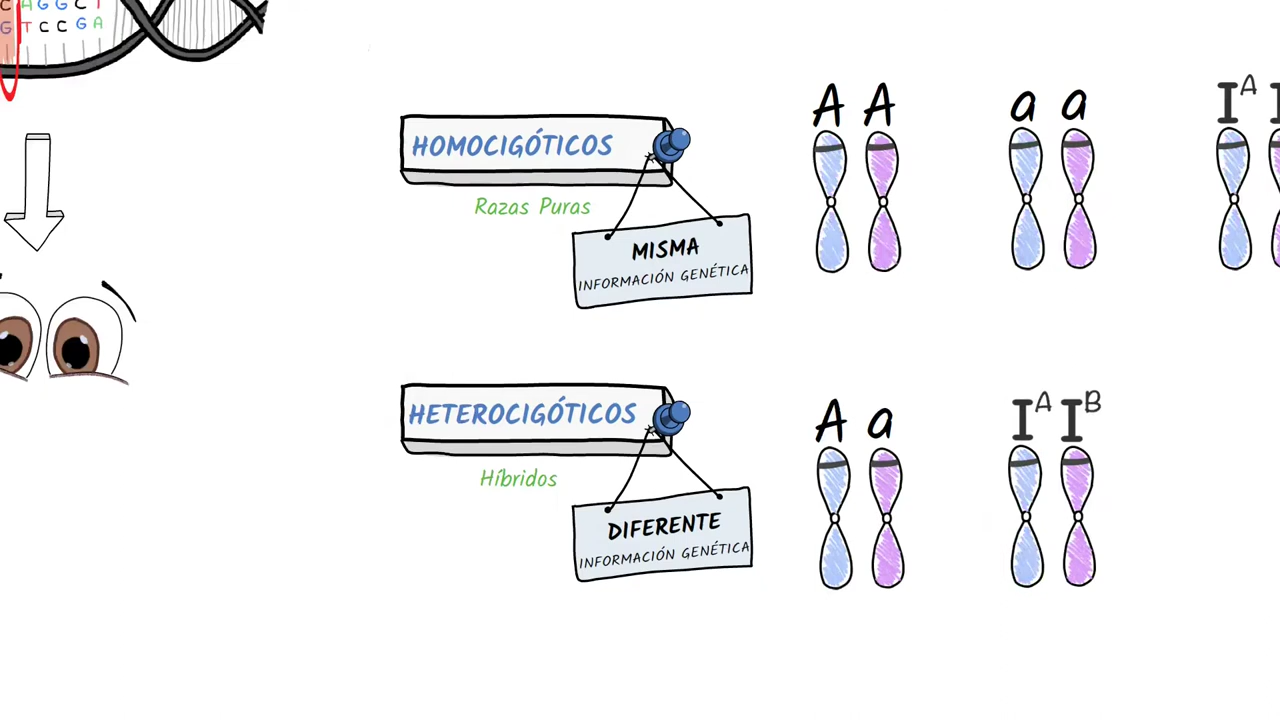 C A G G C T
G T C C G A
HOMOCIGÓTICOS
Razas Puras
MISMA
INFORMACIÓN GENÉTICA
A A
a a
I^A I
HETEROCIGÓTICOS
Híbridos
DIFERENTE
INFORMACIÓN GENÉTICA
A a
I^A I^B